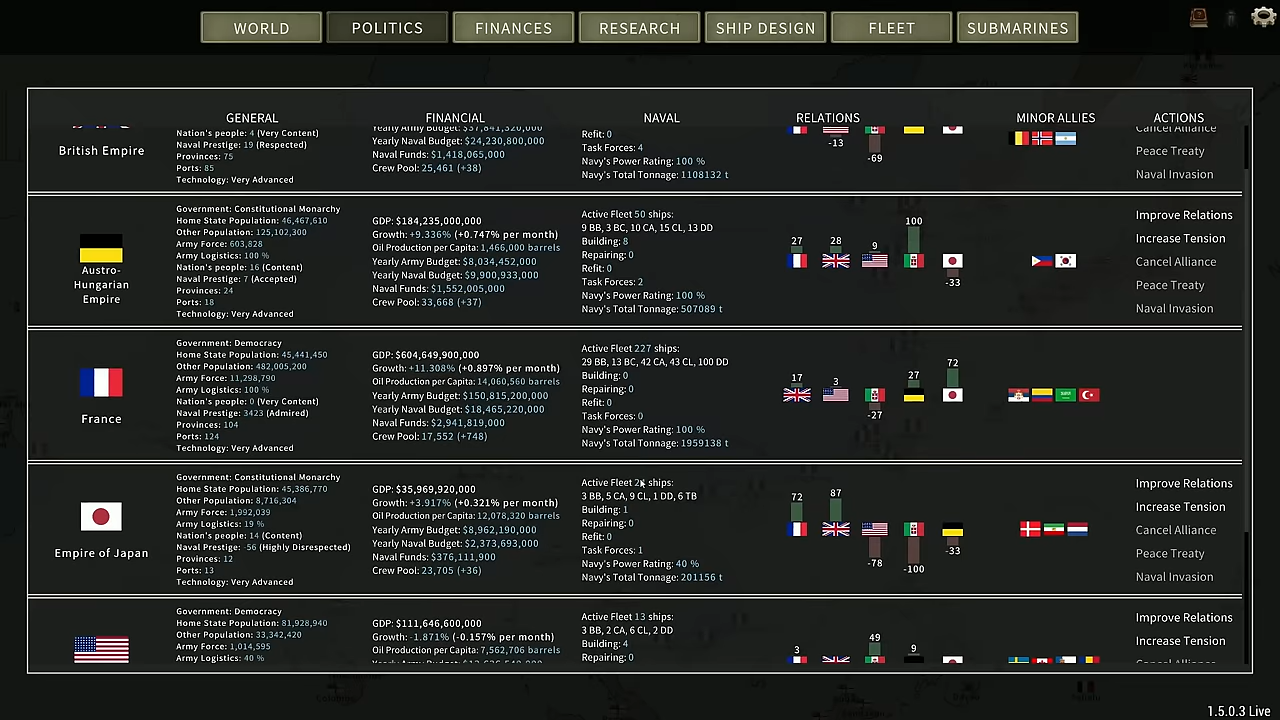 WORLD POLITICS FINANCES RESEARCH SHIP DESIGN FLEET SUBMARINES
GENERAL FINANCIAL NAVAL RELATIONS MINOR ALLIES ACTIONS
British Empire
Nation's people: 4 (Very Content)
Naval Prestige: 19 (Respected)
Provinces: 75
Ports: 85
Technology: Very Advanced
Yearly Army Budget: $37,841,320,000
Yearly Naval Budget: $24,230,800,000
Naval Funds: $1,418,065,000
Crew Pool: 25,461 (+38)
Refit: 0
Task Forces: 4
Navy's Power Rating: 100 %
Navy's Total Tonnage: 1108132 t
-13
-69
Cancel Alliance
Peace Treaty
Naval Invasion
Austro-
Hungarian
Empire
Government: Constitutional Monarchy
Home State Population: 46,467,610
Other Population: 125,102,300
Army Force: 603,828
Army Logistics: 100 %
Nation's people: 16 (Content)
Naval Prestige: 7 (Accepted)
Provinces: 24
Ports: 18
Technology: Very Advanced
GDP: $184,235,000,000
Growth: +9.336% (+0.747% per month)
Oil Production per Capita: 1,466,000 barrels
Yearly Army Budget: $8,034,452,000
Yearly Naval Budget: $9,900,933,000
Naval Funds: $1,552,005,000
Crew Pool: 33,668 (+37)
Active Fleet 50 ships:
9 BB, 3 BC, 10 CA, 15 CL, 13 DD
Building: 8
Repairing: 0
Refit: 0
Task Forces: 2
Navy's Power Rating: 100 %
Navy's Total Tonnage: 507089 t
27 28 9 100
-33
Improve Relations
Increase Tension
Cancel Alliance
Peace Treaty
Naval Invasion
France
Government: Democracy
Home State Population: 45,441,450
Other Population: 482,005,200
Army Force: 11,298,790
Army Logistics: 100 %
Nation's people: 0 (Very Content)
Naval Prestige: 3423 (Admired)
Provinces: 104
Ports: 124
Technology: Very Advanced
GDP: $604,649,900,000
Growth: +11.308% (+0.897% per month)
Oil Production per Capita: 14,060,560 barrels
Yearly Army Budget: $150,815,200,000
Yearly Naval Budget: $18,465,220,000
Naval Funds: $2,941,819,000
Crew Pool: 17,552 (+748)
Active Fleet 227 ships:
29 BB, 13 BC, 42 CA, 43 CL, 100 DD
Building: 0
Repairing: 0
Refit: 0
Task Forces: 0
Navy's Power Rating: 100 %
Navy's Total Tonnage: 1959138 t
17 3 27 72
-27
Empire of Japan
Government: Constitutional Monarchy
Home State Population: 45,386,770
Other Population: 8,716,304
Army Force: 1,992,039
Army Logistics: 19 %
Nation's people: 14 (Content)
Naval Prestige: -56 (Highly Disrespected)
Provinces: 12
Ports: 13
Technology: Very Advanced
GDP: $35,969,920,000
Growth: +3.917% (+0.321% per month)
Oil Production per Capita: 12,078,320 barrels
Yearly Army Budget: $8,962,190,000
Yearly Naval Budget: $2,373,693,000
Naval Funds: $376,111,900
Crew Pool: 23,705 (+36)
Active Fleet ships:
3 BB, 5 CA, 9 CL, 1 DD, 6 TB
Building: 1
Repairing: 0
Refit: 0
Task Forces: 1
Navy's Power Rating: 40 %
Navy's Total Tonnage: 201156 t
72 87
-78 -100 -33
Improve Relations
Increase Tension
Cancel Alliance
Peace Treaty
Naval Invasion
Government: Democracy
Home State Population: 81,928,940
Other Population: 33,342,420
Army Force: 1,014,595
Army Logistics: 40 %
GDP: $111,646,600,000
Growth: -1.871% (-0.157% per month)
Oil Production per Capita: 7,562,706 barrels
Active Fleet 13 ships:
3 BB, 2 CA, 6 CL, 2 DD
Building: 4
Repairing: 0
3 49 9
Improve Relations
Increase Tension
Cancel Alliance
1.5.0.3 Live